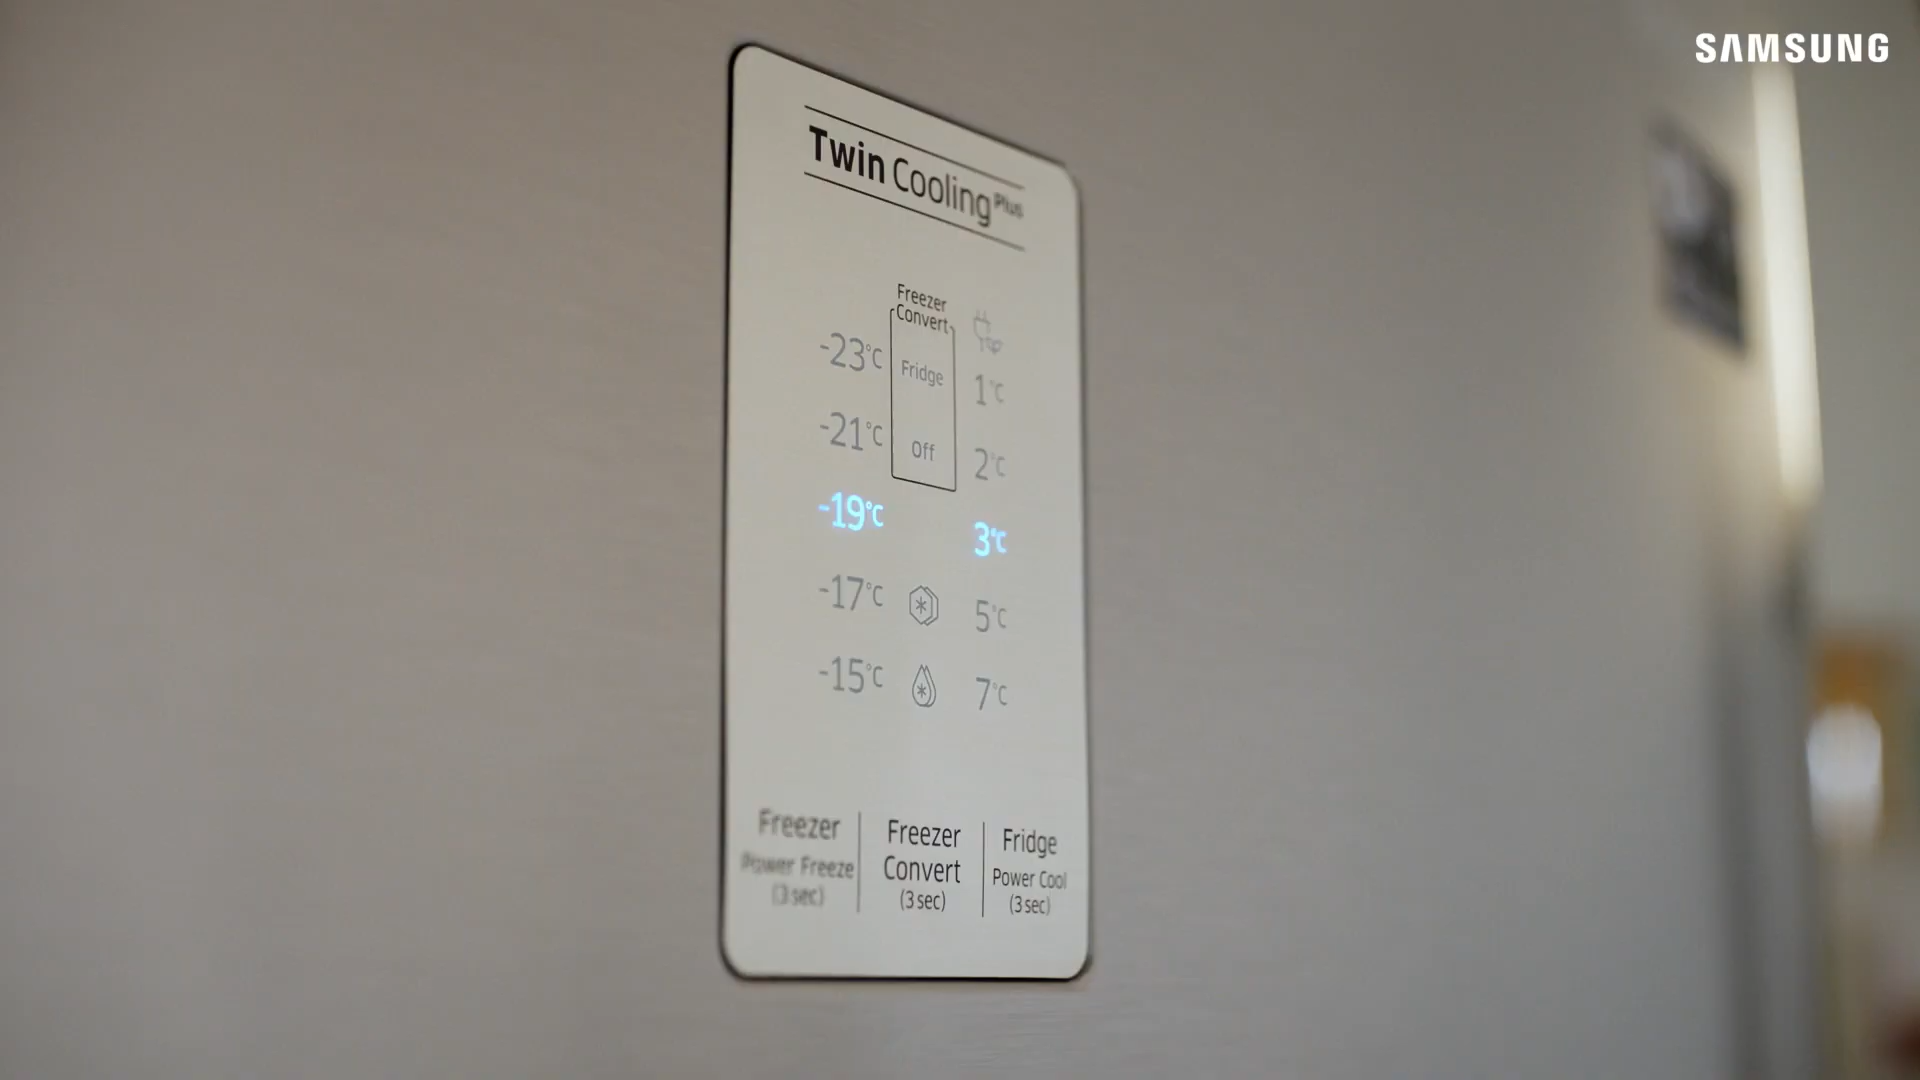 SAMSUNG
Twin Cooling Plus
Freezer
Convert
-23°C
Fridge
1°C
-21°C
Off
2°C
-19°C
3°C
-17°C
5°C
-15°C
7°C
Freezer
Power Freeze
(3 sec)
Freezer
Convert
(3 sec)
Fridge
Power Cool
(3 sec)